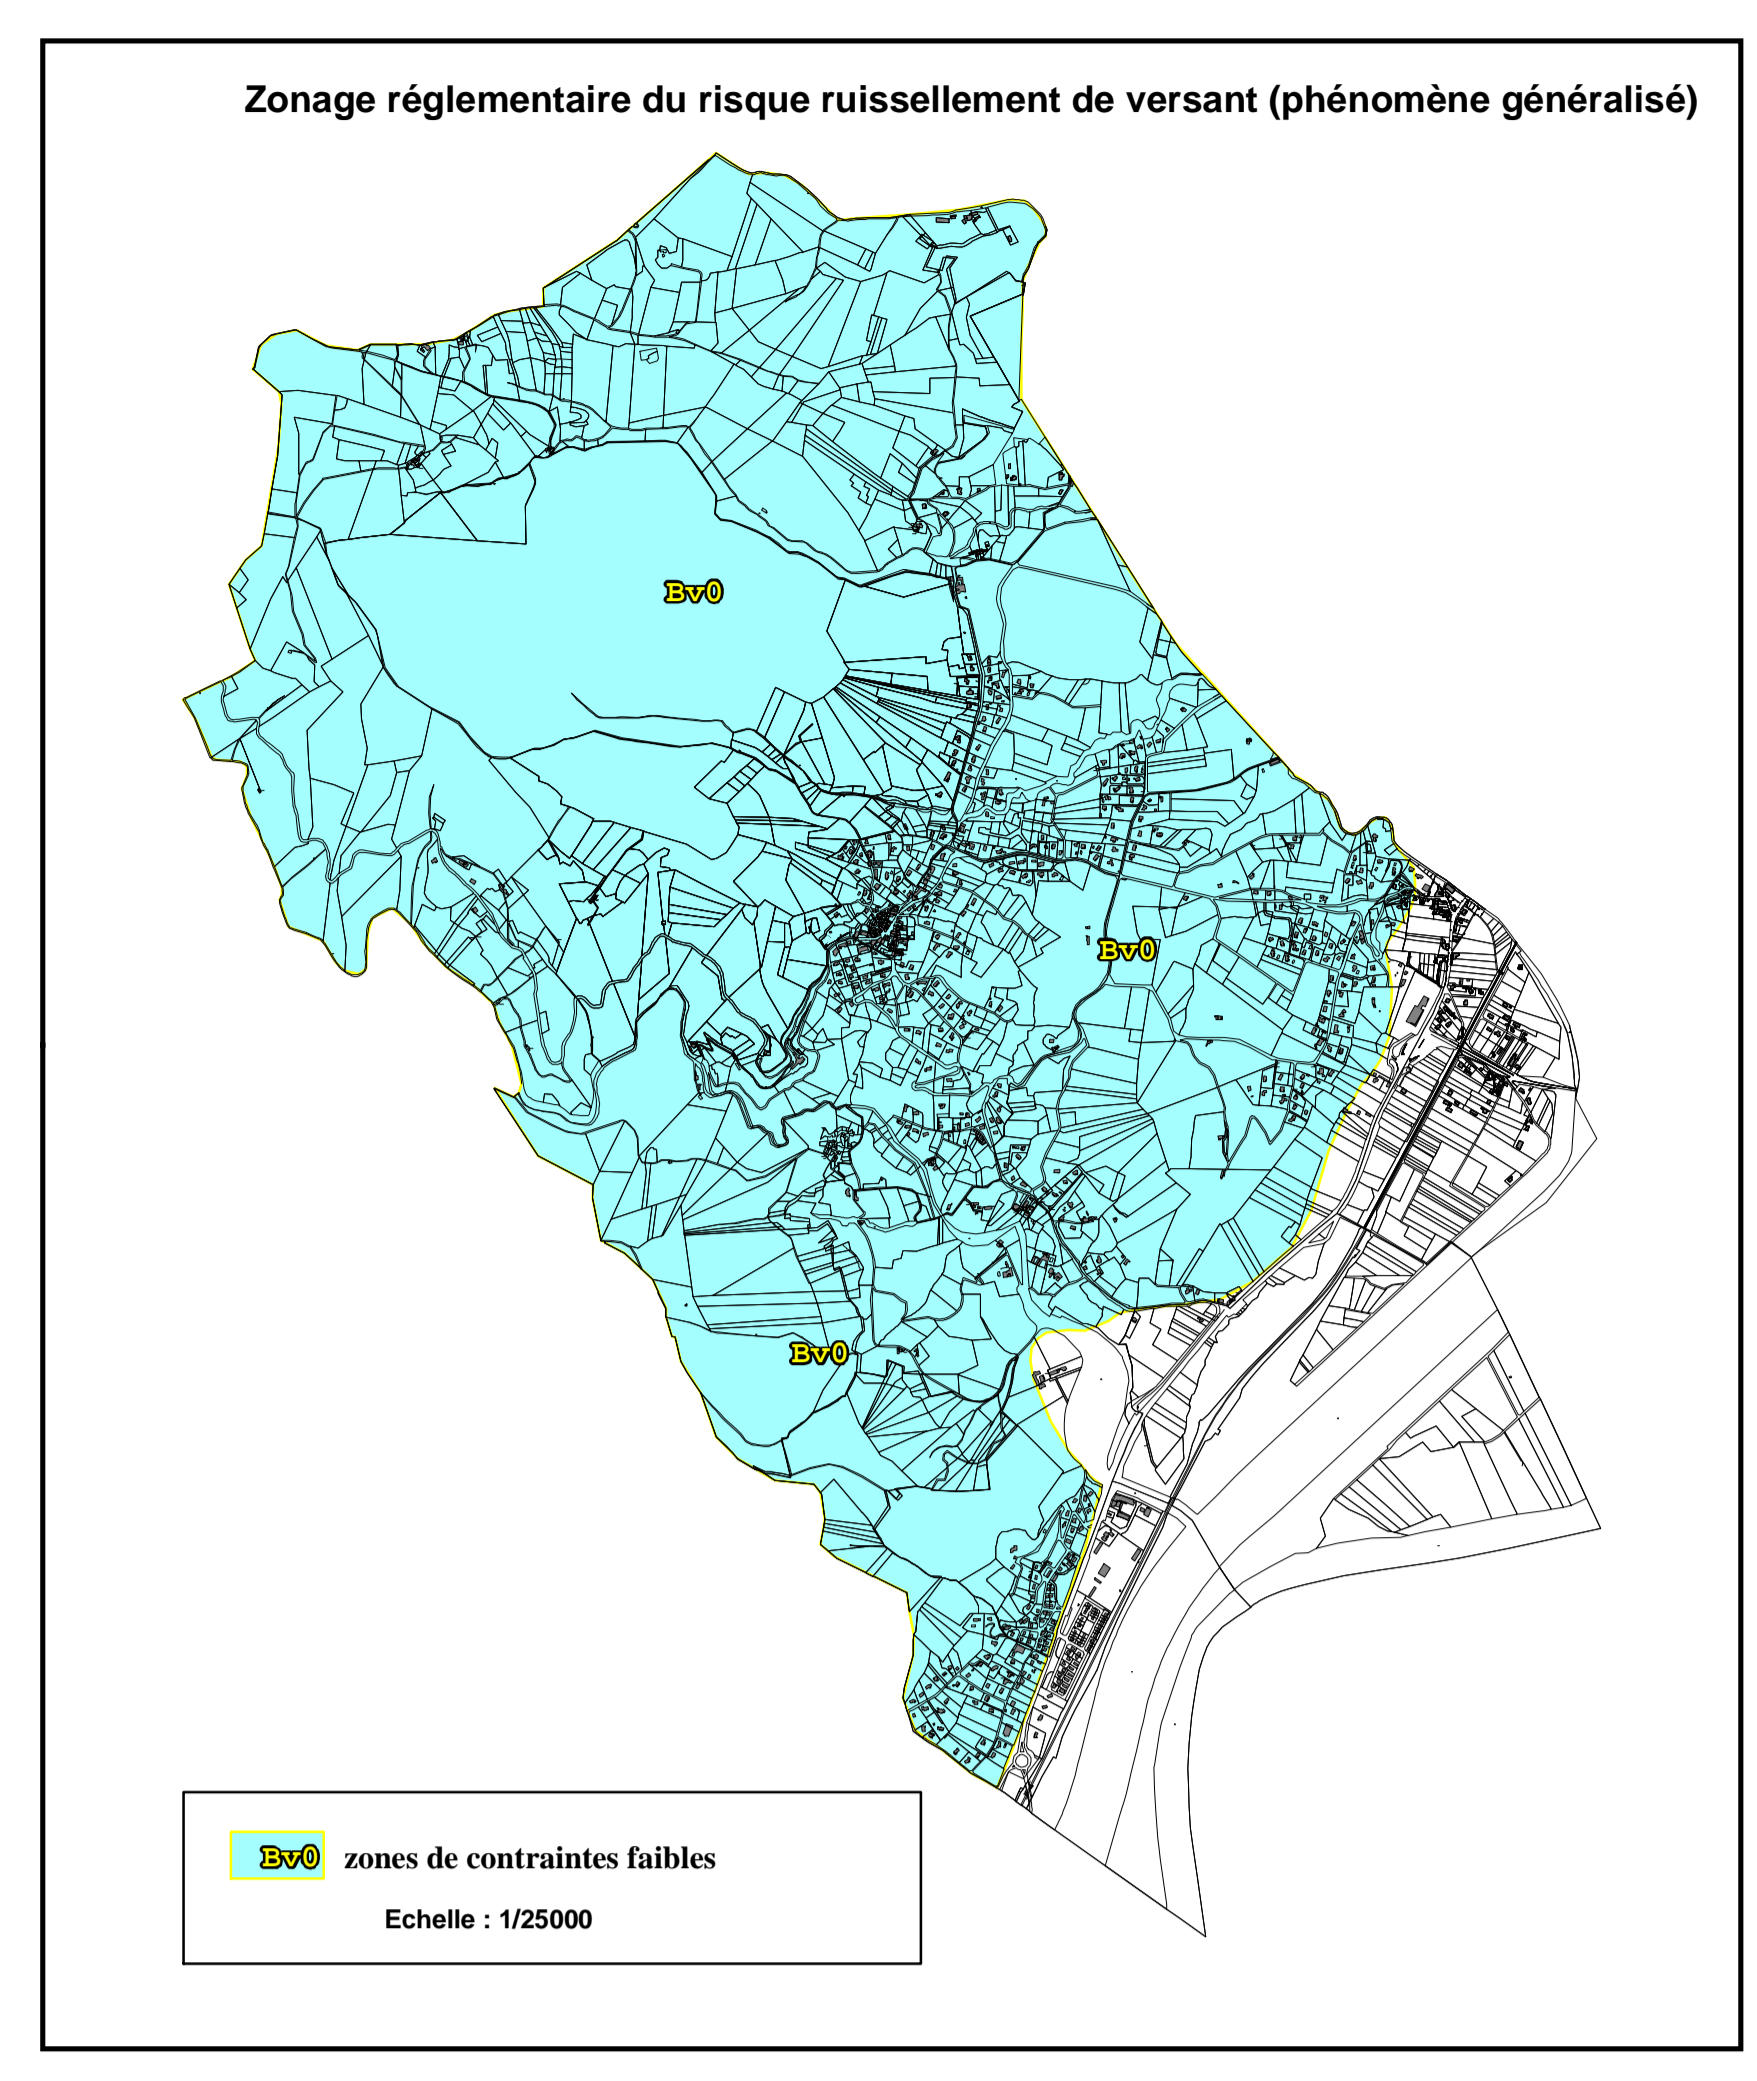 Zonage réglementaire du risque ruissellement de versant (phénomène généralisé)
Bv0
Bv0
Bv0
Bv0 zones de contraintes faibles
Echelle : 1/25000